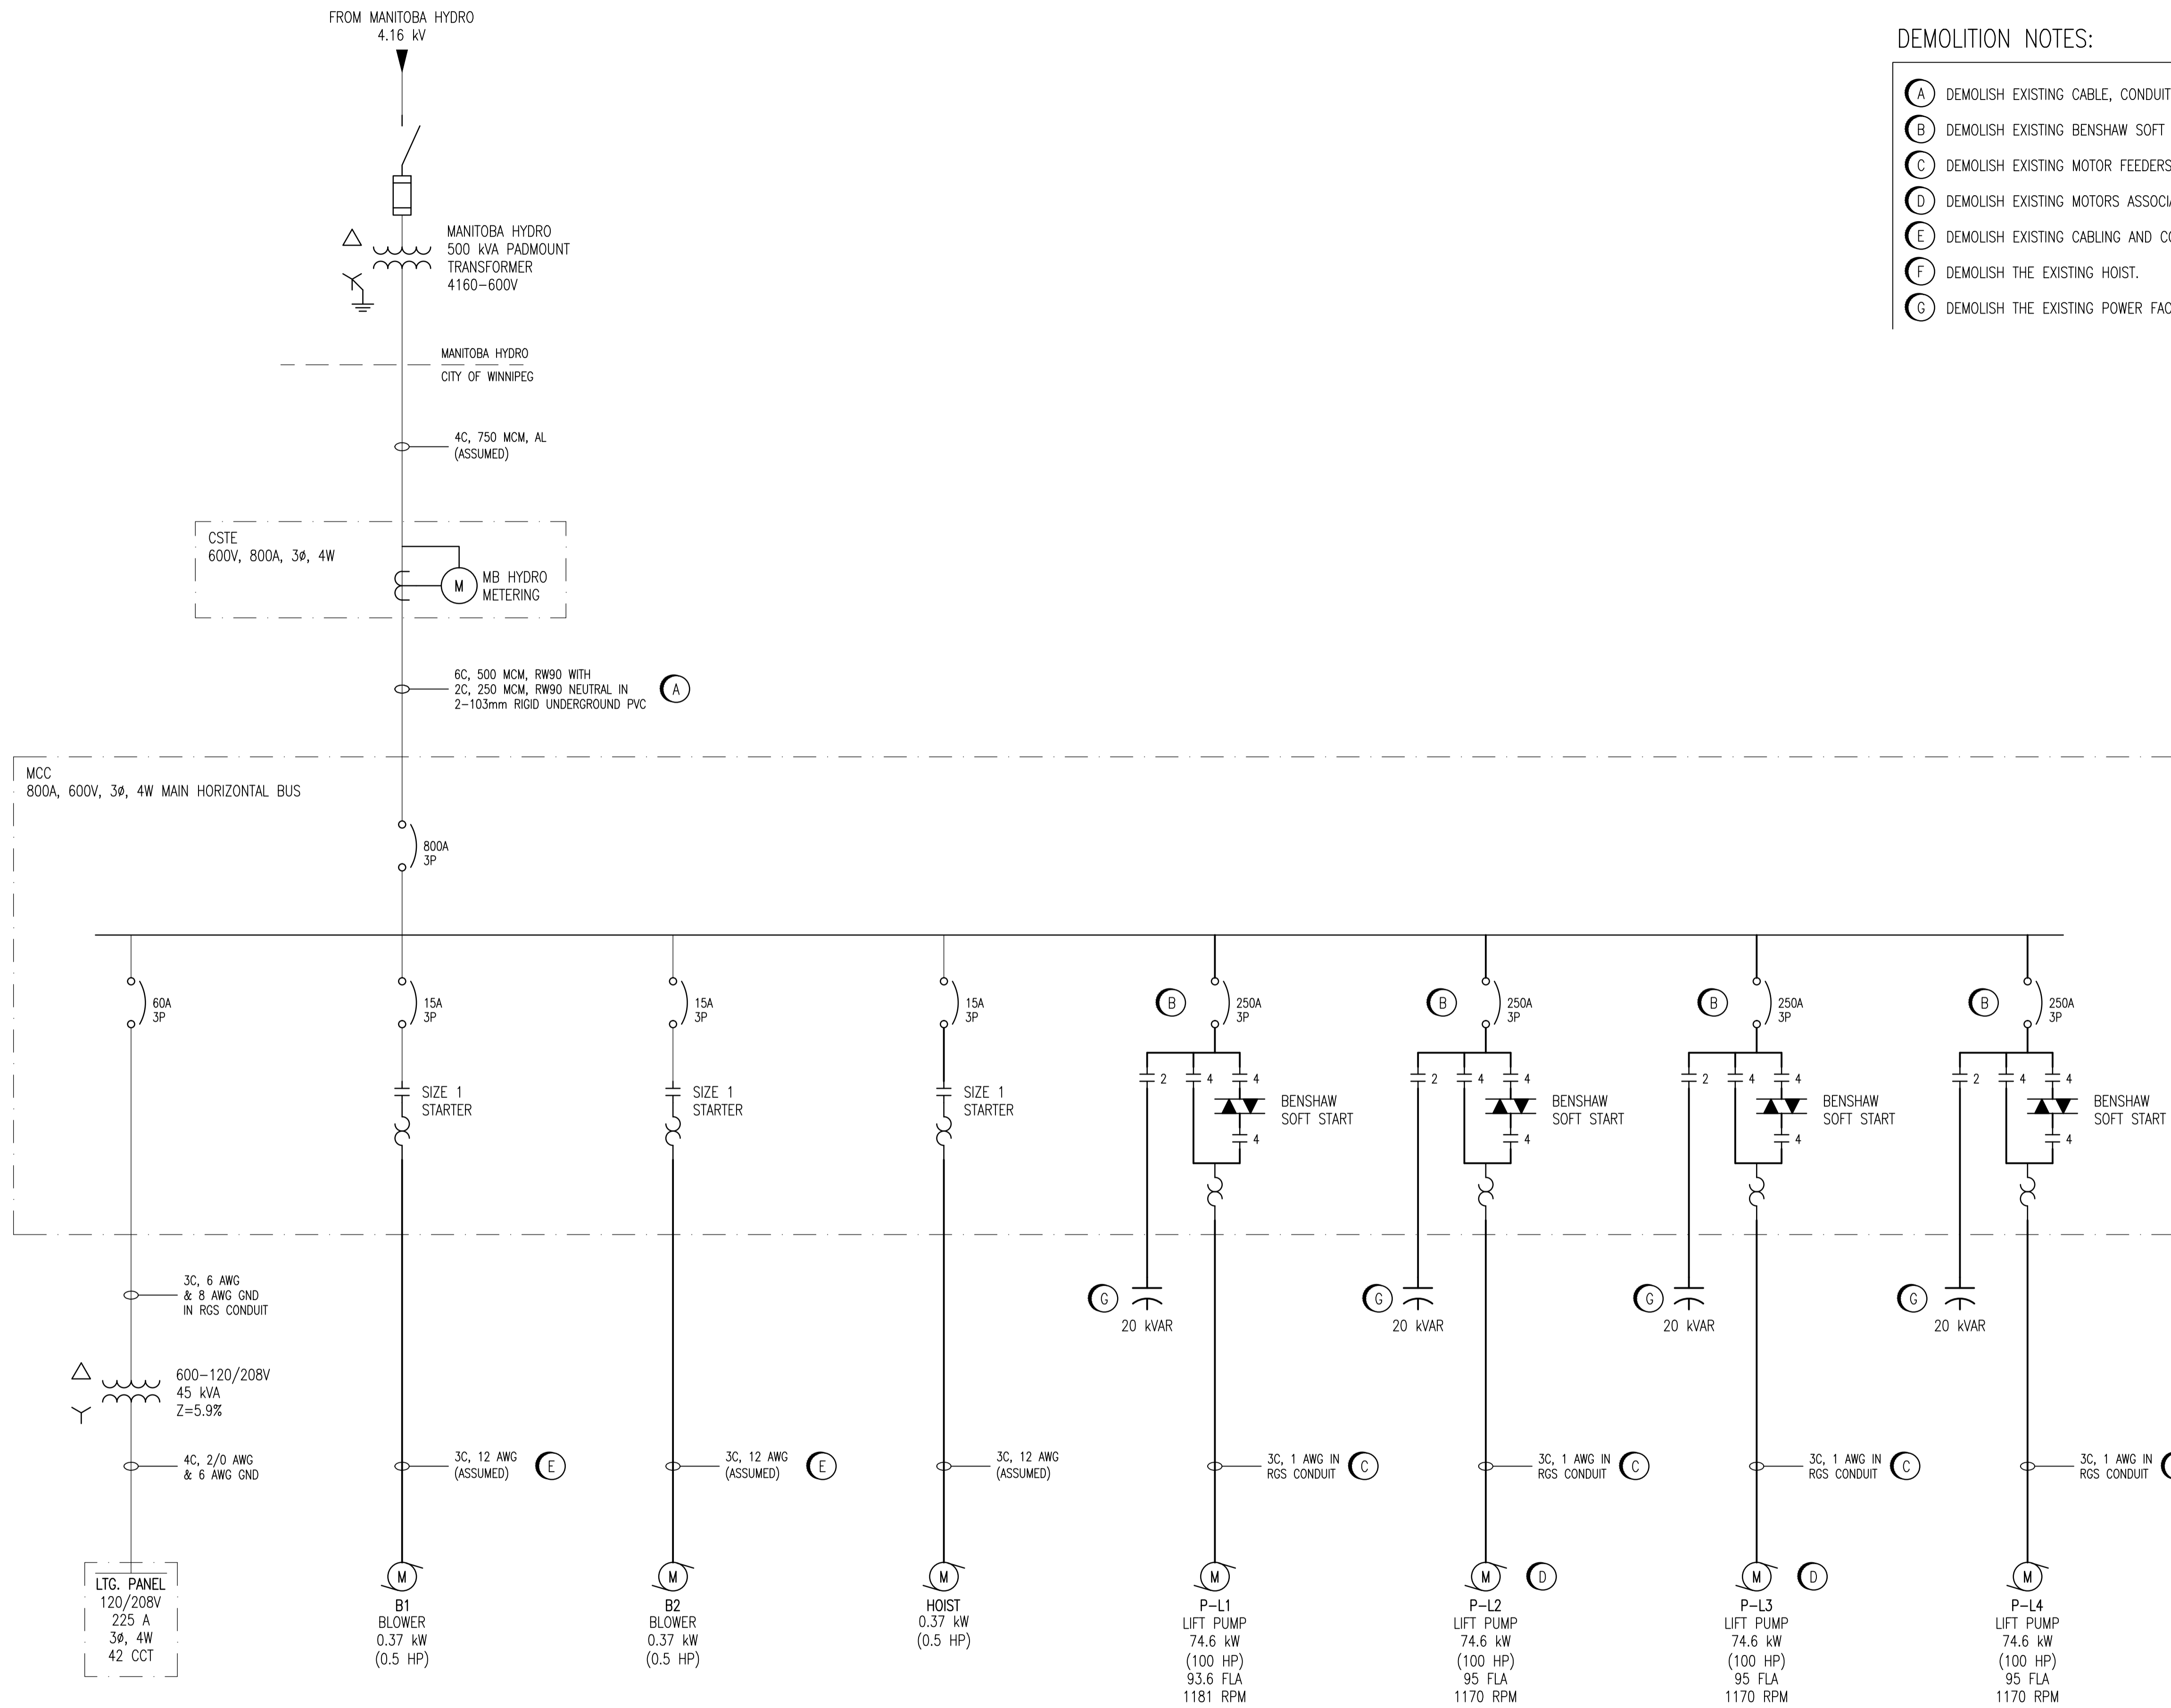 FROM MANITOBA HYDRO
4.16 kV
MANITOBA HYDRO
500 kVA PADMOUNT
TRANSFORMER
4160-600V
MANITOBA HYDRO
CITY OF WINNIPEG
4C, 750 MCM, AL
(ASSUMED)
CSTE
600V, 800A, 3ø, 4W
M
MB HYDRO
METERING
6C, 500 MCM, RW90 WITH
2C, 250 MCM, RW90 NEUTRAL IN
2-103mm RIGID UNDERGROUND PVC
A
DEMOLITION NOTES:
A DEMOLISH EXISTING CABLE, CONDUIT
B DEMOLISH EXISTING BENSHAW SOFT
C DEMOLISH EXISTING MOTOR FEEDERS
D DEMOLISH EXISTING MOTORS ASSOCI
E DEMOLISH EXISTING CABLING AND CO
F DEMOLISH THE EXISTING HOIST.
G DEMOLISH THE EXISTING POWER FAC
MCC
800A, 600V, 3ø, 4W MAIN HORIZONTAL BUS
800A
3P
60A
3P
15A
3P
15A
3P
15A
3P
B
250A
3P
B
250A
3P
B
250A
3P
B
250A
3P
SIZE 1
STARTER
SIZE 1
STARTER
SIZE 1
STARTER
2 4 4
BENSHAW
SOFT START
4
2 4 4
BENSHAW
SOFT START
4
2 4 4
BENSHAW
SOFT START
4
2 4 4
BENSHAW
SOFT START
4
3C, 6 AWG
& 8 AWG GND
IN RGS CONDUIT
G
20 kVAR
G
20 kVAR
G
20 kVAR
G
20 kVAR
600-120/208V
45 kVA
Z=5.9%
4C, 2/0 AWG
& 6 AWG GND
3C, 12 AWG
(ASSUMED)
E
3C, 12 AWG
(ASSUMED)
E
3C, 12 AWG
(ASSUMED)
3C, 1 AWG IN
RGS CONDUIT
C
3C, 1 AWG IN
RGS CONDUIT
C
3C, 1 AWG IN
RGS CONDUIT
C
3C, 1 AWG IN
RGS CONDUIT
LTG. PANEL
120/208V
225 A
3ø, 4W
42 CCT
M
B1
BLOWER
0.37 kW
(0.5 HP)
M
B2
BLOWER
0.37 kW
(0.5 HP)
M
HOIST
0.37 kW
(0.5 HP)
M
P-L1
LIFT PUMP
74.6 kW
(100 HP)
93.6 FLA
1181 RPM
M
D
P-L2
LIFT PUMP
74.6 kW
(100 HP)
95 FLA
1170 RPM
M
D
P-L3
LIFT PUMP
74.6 kW
(100 HP)
95 FLA
1170 RPM
M
P-L4
LIFT PUMP
74.6 kW
(100 HP)
95 FLA
1170 RPM